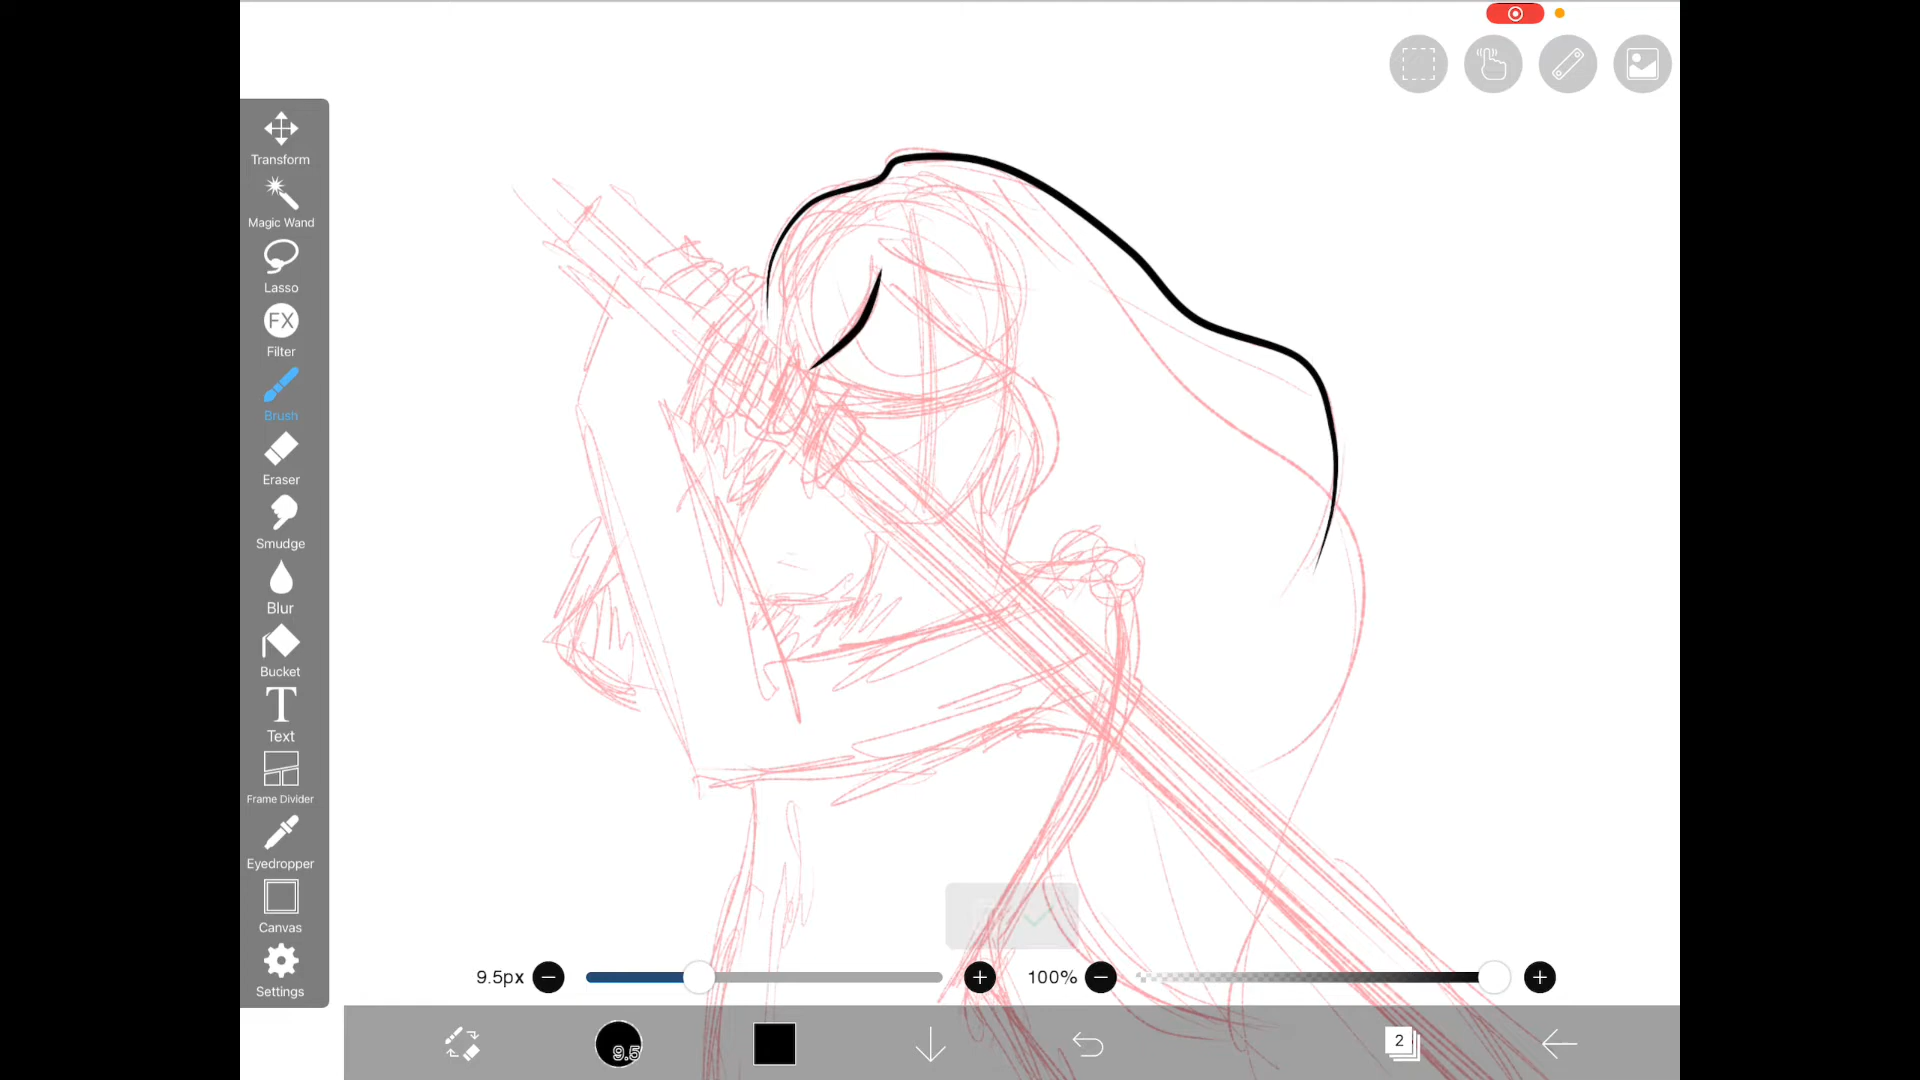 Transform
Magic Wand
Lasso
FX
Filter
Brush
Eraser
Smudge
Blur
Bucket
T
Text
Frame Divider
Eyedropper
Canvas
Settings
9.5px
100%
9.5
2